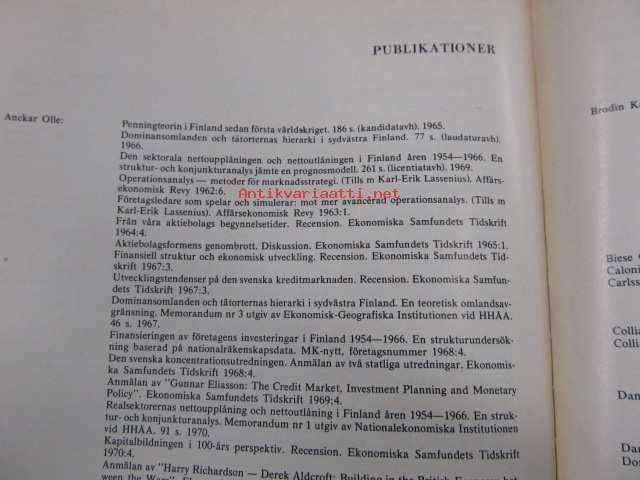 PUBLIKATIONER
Anckar Olle:
Penningteorin i Finland sedan första världskriget. 186 s. (kandidatavh). 1965.
Dominansomlanden och tätorternas hierarki i sydvästra Finland. 77 s. (laudaturavh).
1966.
Den sektorala nettoupplåningen och nettoutlåningen i Finland åren 1954—1966. En
struktur- och konjunkturanalys jämte en prognosmodell. 261 s. (licentiatavh). 1969.
Operationsanalys — metoder för marknadsstrategi. (Tills m Karl-Erik Lassenius). Affärs-
ekonomisk Revy 1962:6.
Antikvariaatti.net
Företagsledare som spelar och simulerar: mot mer avancerad operationsanalys. (Tills m
Karl-Erik Lassenius). Affärsekonomisk Revy 1963:1.
Från våra aktiebolags begynnelsetider. Recension. Ekonomiska Samfundets Tidskrift
1964:4.
Aktiebolagsformens genombrott. Diskussion. Ekonomiska Samfundets Tidskrift 1965:1.
Finansiell struktur och ekonomisk utveckling. Recension. Ekonomiska Samfundets Tid-
skrift 1967:3.
Utvecklingstendenser på den svenska kreditmarknaden. Recension. Ekonomiska Samfun-
dets Tidskrift 1967:3.
Dominansomlanden och tätorternas hierarki i sydvästra Finland. En teoretisk omlandsav-
gränsning. Memorandum nr 3 utgiv av Ekonomisk-Geografiska Institutionen vid HHÅA.
46 s. 1967.
Finansieringen av företagens investeringar i Finland 1954—1966. En strukturundersök-
ning baserad på nationalräkenskapsdata. MK-nytt, företagsnummer 1968:4.
Den svenska koncentrationsutredningen. Anmälan av två statliga utredningar. Ekonomis-
ka Samfundets Tidskrift 1968:4.
Anmälan av "Gunnar Eliasson: The Credit Market, Investment Planning and Monetary
Policy". Ekonomiska Samfundets Tidskrift 1969;4.
Realsektorernas nettoupplåning och nettoutlåning i Finland åren 1954—1966. En struk-
tur- och konjunkturanalys. Memorandum nr 1 utgiv av Nationalekonomiska Institutionen
vid HHÅA. 91 s. 1970.
Kapitalbildningen i 100-års perspektiv. Recension. Ekonomiska Samfundets Tidskrift
1970:4.
Anmälan av "Harry Richardson — Derek Aldcroft: Building in the British Economy bet-
ween the Wars".
Brodin
Biese
Caloni
Carlss
Collia
Collia
Dan
Dan
Dor